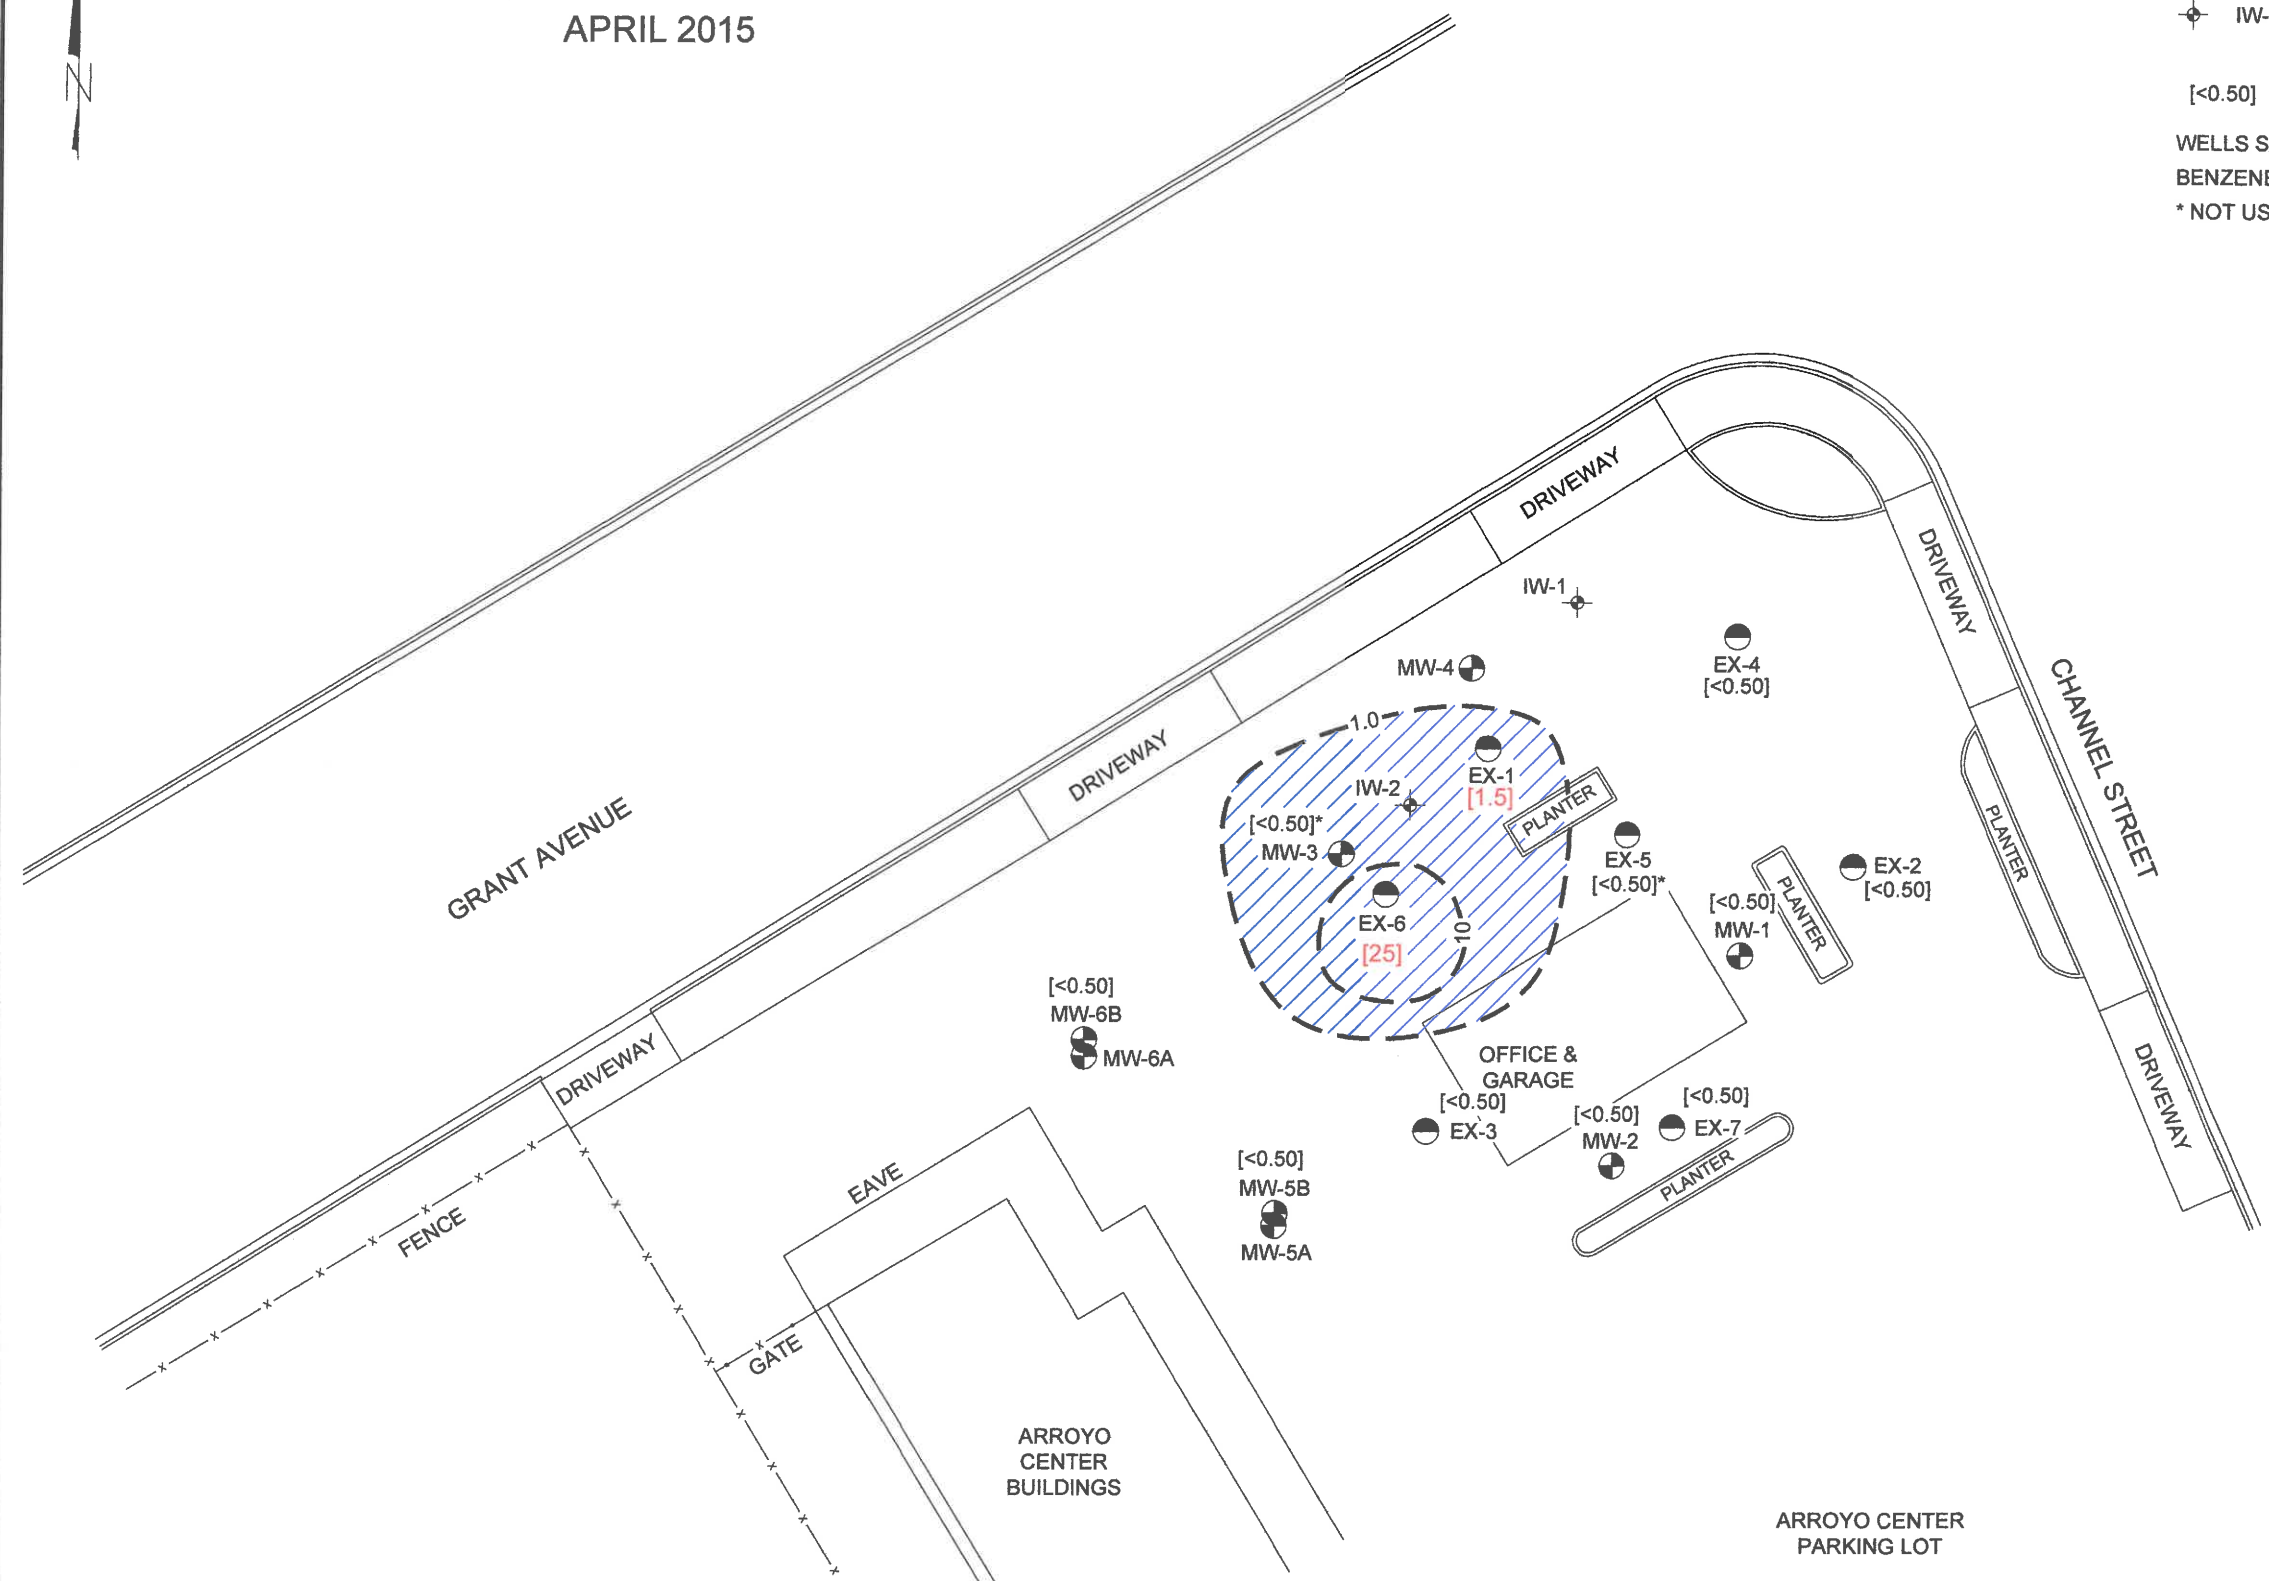 APRIL 2015
N
IW-
[<0.50]
WELLS S
BENZENE
* NOT US
DRIVEWAY
DRIVEWAY
IW-1
EX-4
[<0.50]
MW-4
CHANNEL STREET
1.0
EX-1
[1.5]
IW-2
PLANTER
[<0.50]*
MW-3
DRIVEWAY
GRANT AVENUE
EX-5
[<0.50]*
EX-2
[<0.50]
PLANTER
PLANTER
[<0.50]
MW-1
EX-6
[25]
10
[<0.50]
MW-6B
MW-6A
DRIVEWAY
OFFICE &
GARAGE
[<0.50]
EX-3
[<0.50]
MW-2
[<0.50]
EX-7
PLANTER
DRIVEWAY
[<0.50]
MW-5B
MW-5A
EAVE
FENCE
GATE
ARROYO
CENTER
BUILDINGS
ARROYO CENTER
PARKING LOT